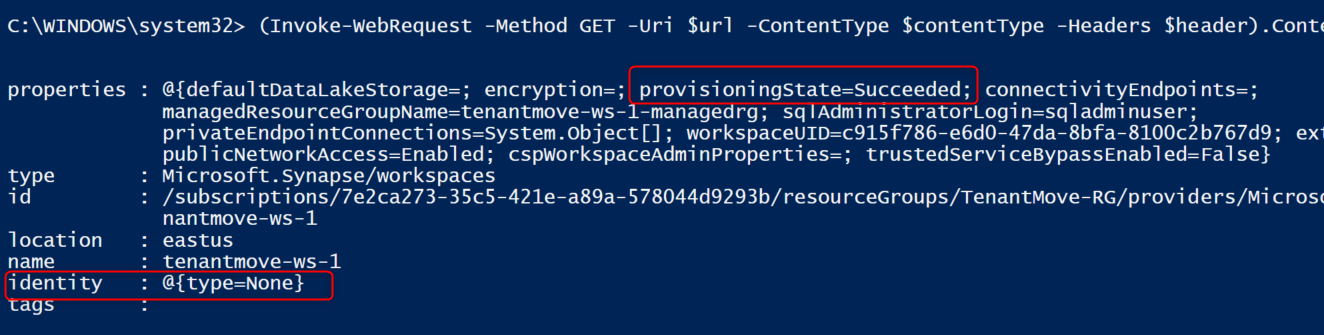 C:\WINDOWS\system32> (Invoke-WebRequest -Method GET -Uri $url -ContentType $contentType -Headers $header).Conte
properties : @{defaultDataLakeStorage=; encryption=; provisioningState=Succeeded; connectivityEndpoints=;
managedResourceGroupName=tenantmove-ws-1-managedrg; sqlAdministratorLogin=sqladminuser;
privateEndpointConnections=System.Object[]; workspaceUID=c915f786-e6d0-47da-8bfa-8100c2b767d9; ext
publicNetworkAccess=Enabled; cspWorkspaceAdminProperties=; trustedServiceBypassEnabled=False}
type : Microsoft.Synapse/workspaces
id : /subscriptions/7e2ca273-35c5-421e-a89a-578044d9293b/resourceGroups/TenantMove-RG/providers/Microso
nantmove-ws-1
location : eastus
name : tenantmove-ws-1
identity : @{type=None}
tags :